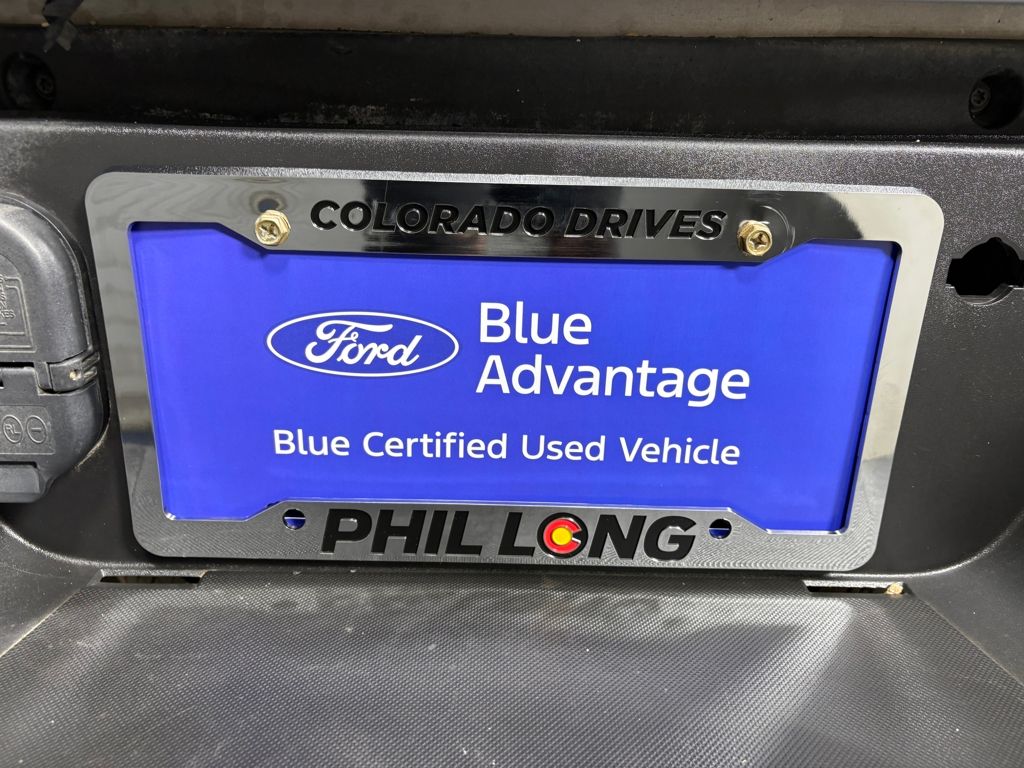 COLORADO DRIVES
Ford
Blue
Advantage
Blue Certified Used Vehicle
PHIL LONG